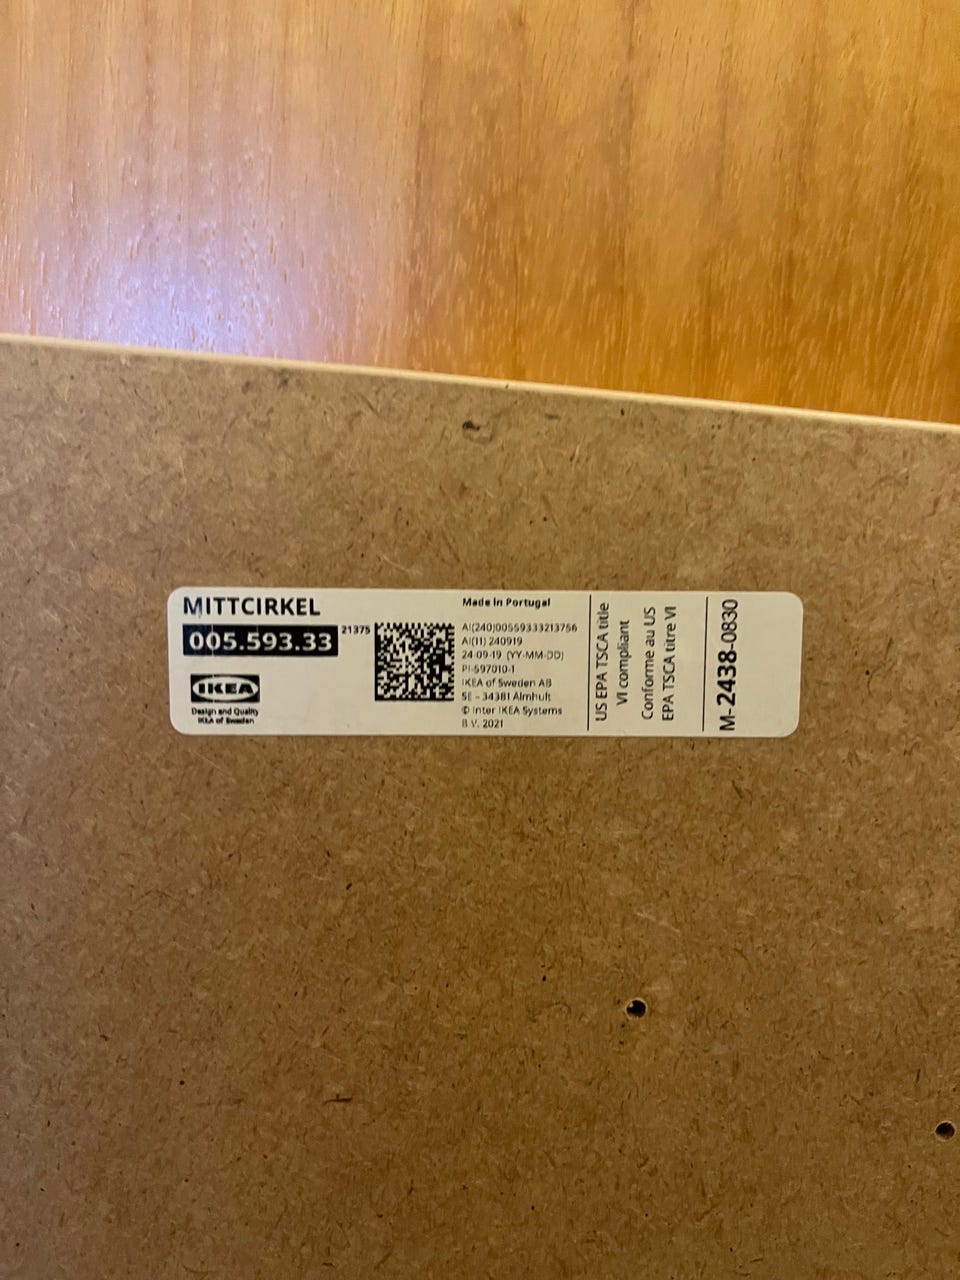 MITTCIRKEL
005.593.33
21375
IKEA
Design and Quality
IKEA of Sweden
Made in Portugal
AI(240)00559333213756
AI(11) 240919
24-09-19 (YY-MM-DD)
PI-597010-1
IKEA of Sweden AB
SE - 34381 Älmhult
© Inter IKEA Systems
B.V. 2021
US EPA TSCA title
VI compliant
Conforme au US
EPA TSCA titre VI
M-2438-0830